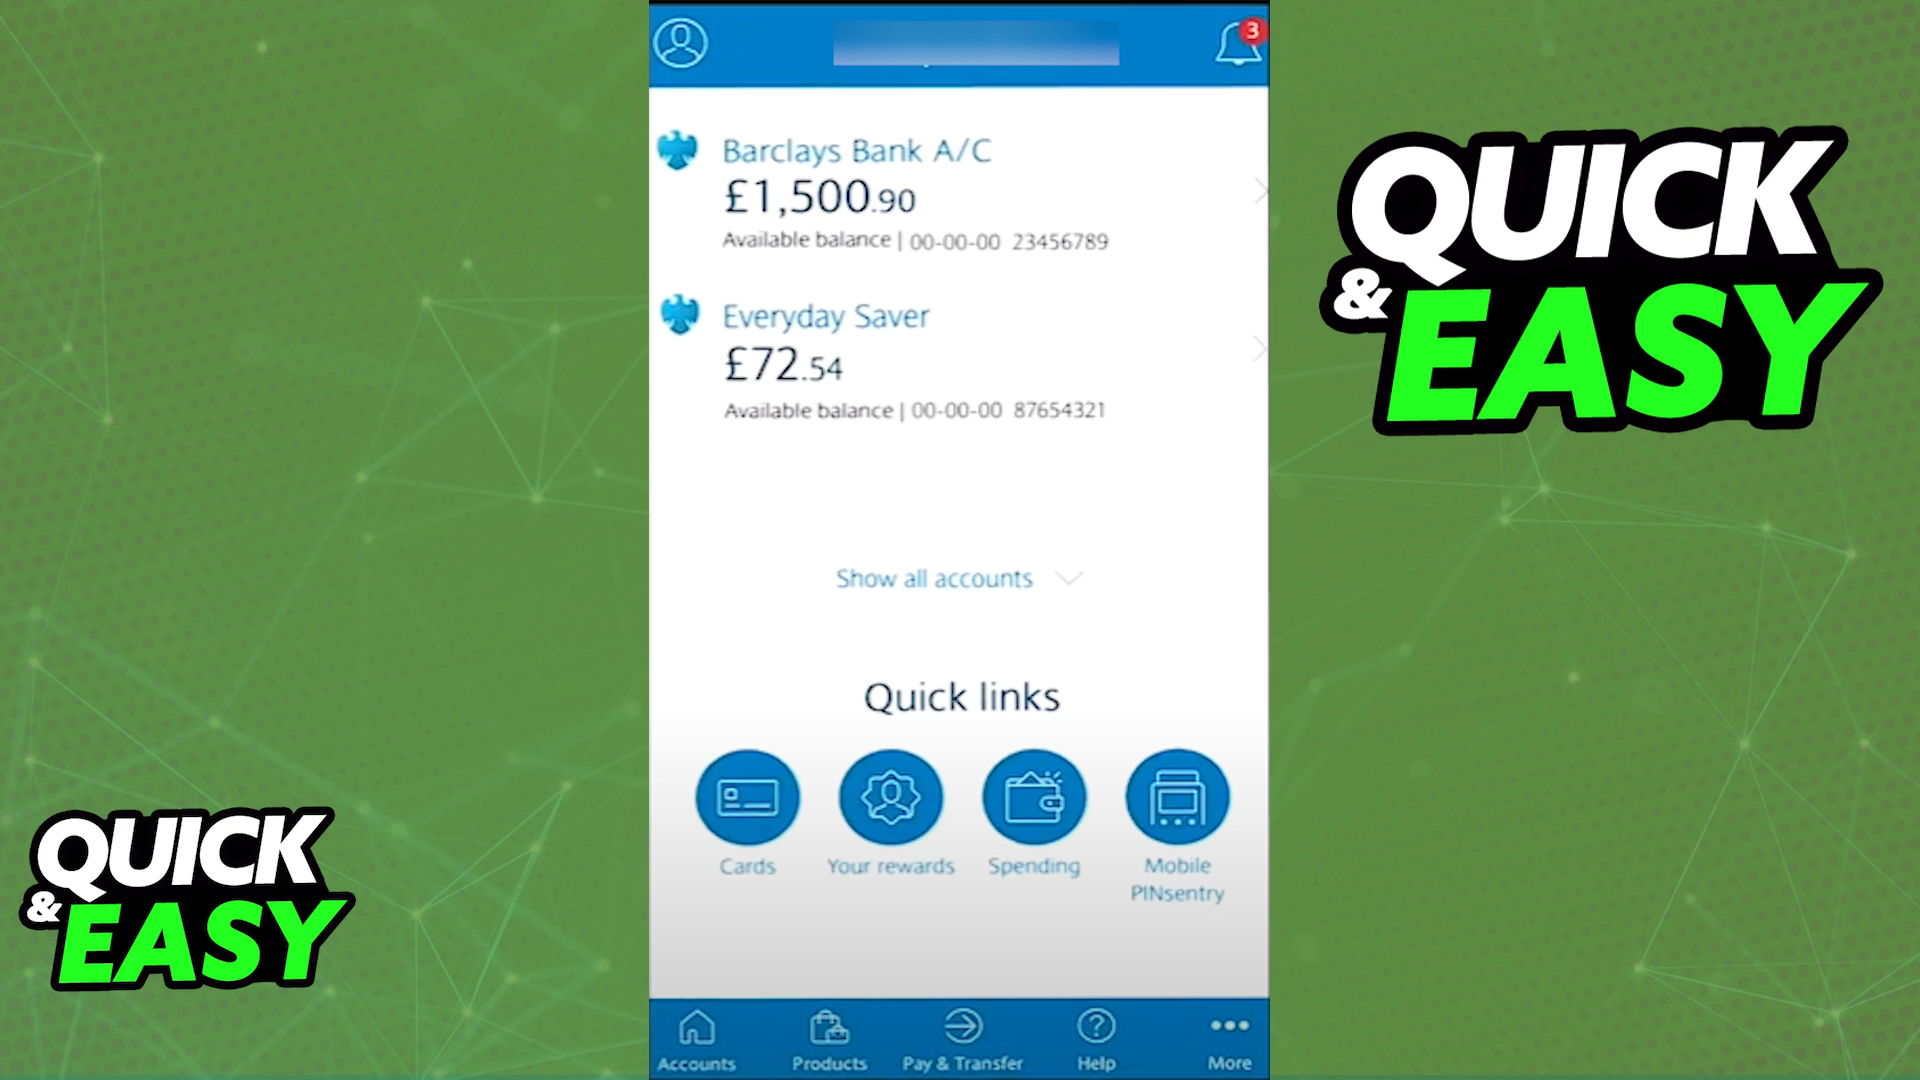 3
Barclays Bank A/C
£1,500.90
Available balance | 00-00-00 23456789
Everyday Saver
£72.54
Available balance | 00-00-00 87654321
Show all accounts
Quick links
Cards
Your rewards
Spending
Mobile
PINsentry
Accounts
Products
Pay & Transfer
Help
More
QUICK
& EASY
QUICK
& EASY